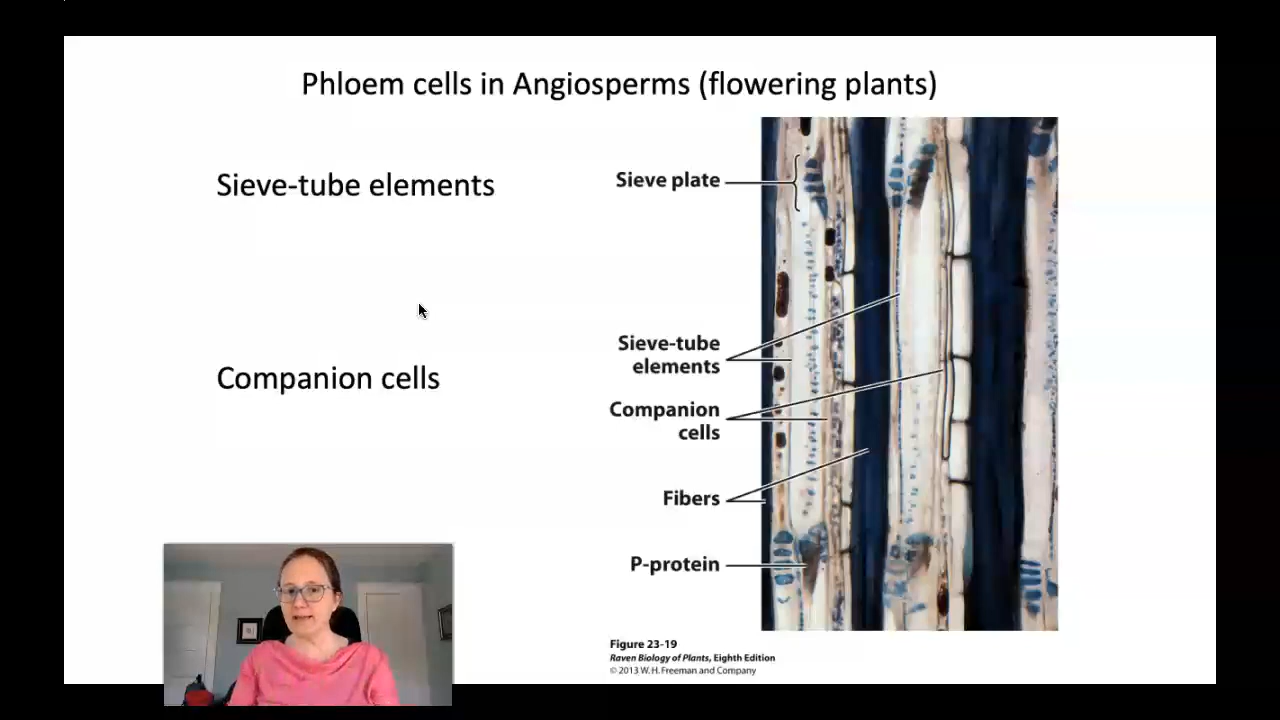 Phloem cells in Angiosperms (flowering plants)
Sieve-tube elements
Companion cells
Sieve plate
Sieve-tube
elements
Companion
cells
Fibers
P-protein
Figure 23-19
Raven Biology of Plants, Eighth Edition
© 2013 W. H. Freeman and Company